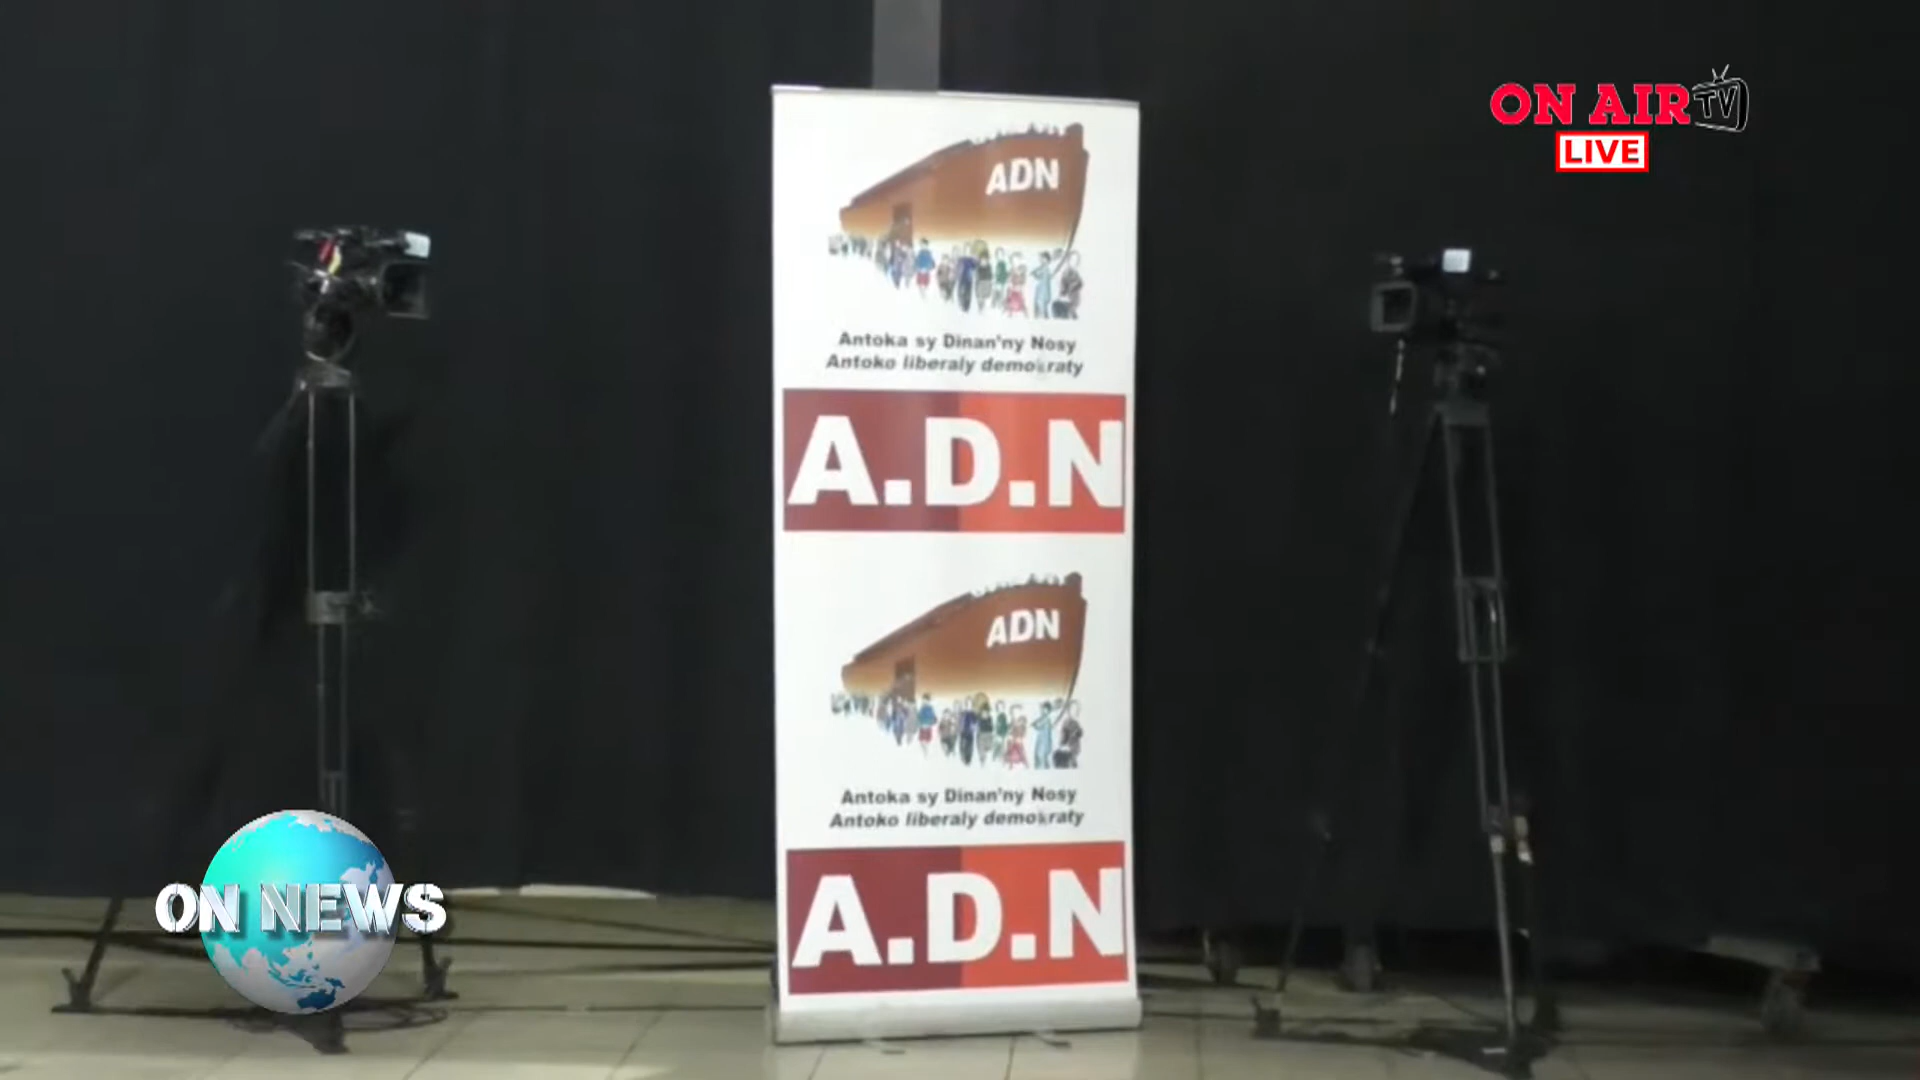 ON AIR TV
LIVE
ADN
Antoka sy Dinan'ny Nosy
Antoko liberaly demokraty
A.D.N
ADN
Antoka sy Dinan'ny Nosy
Antoko liberaly demokraty
A.D.N
ON NEWS